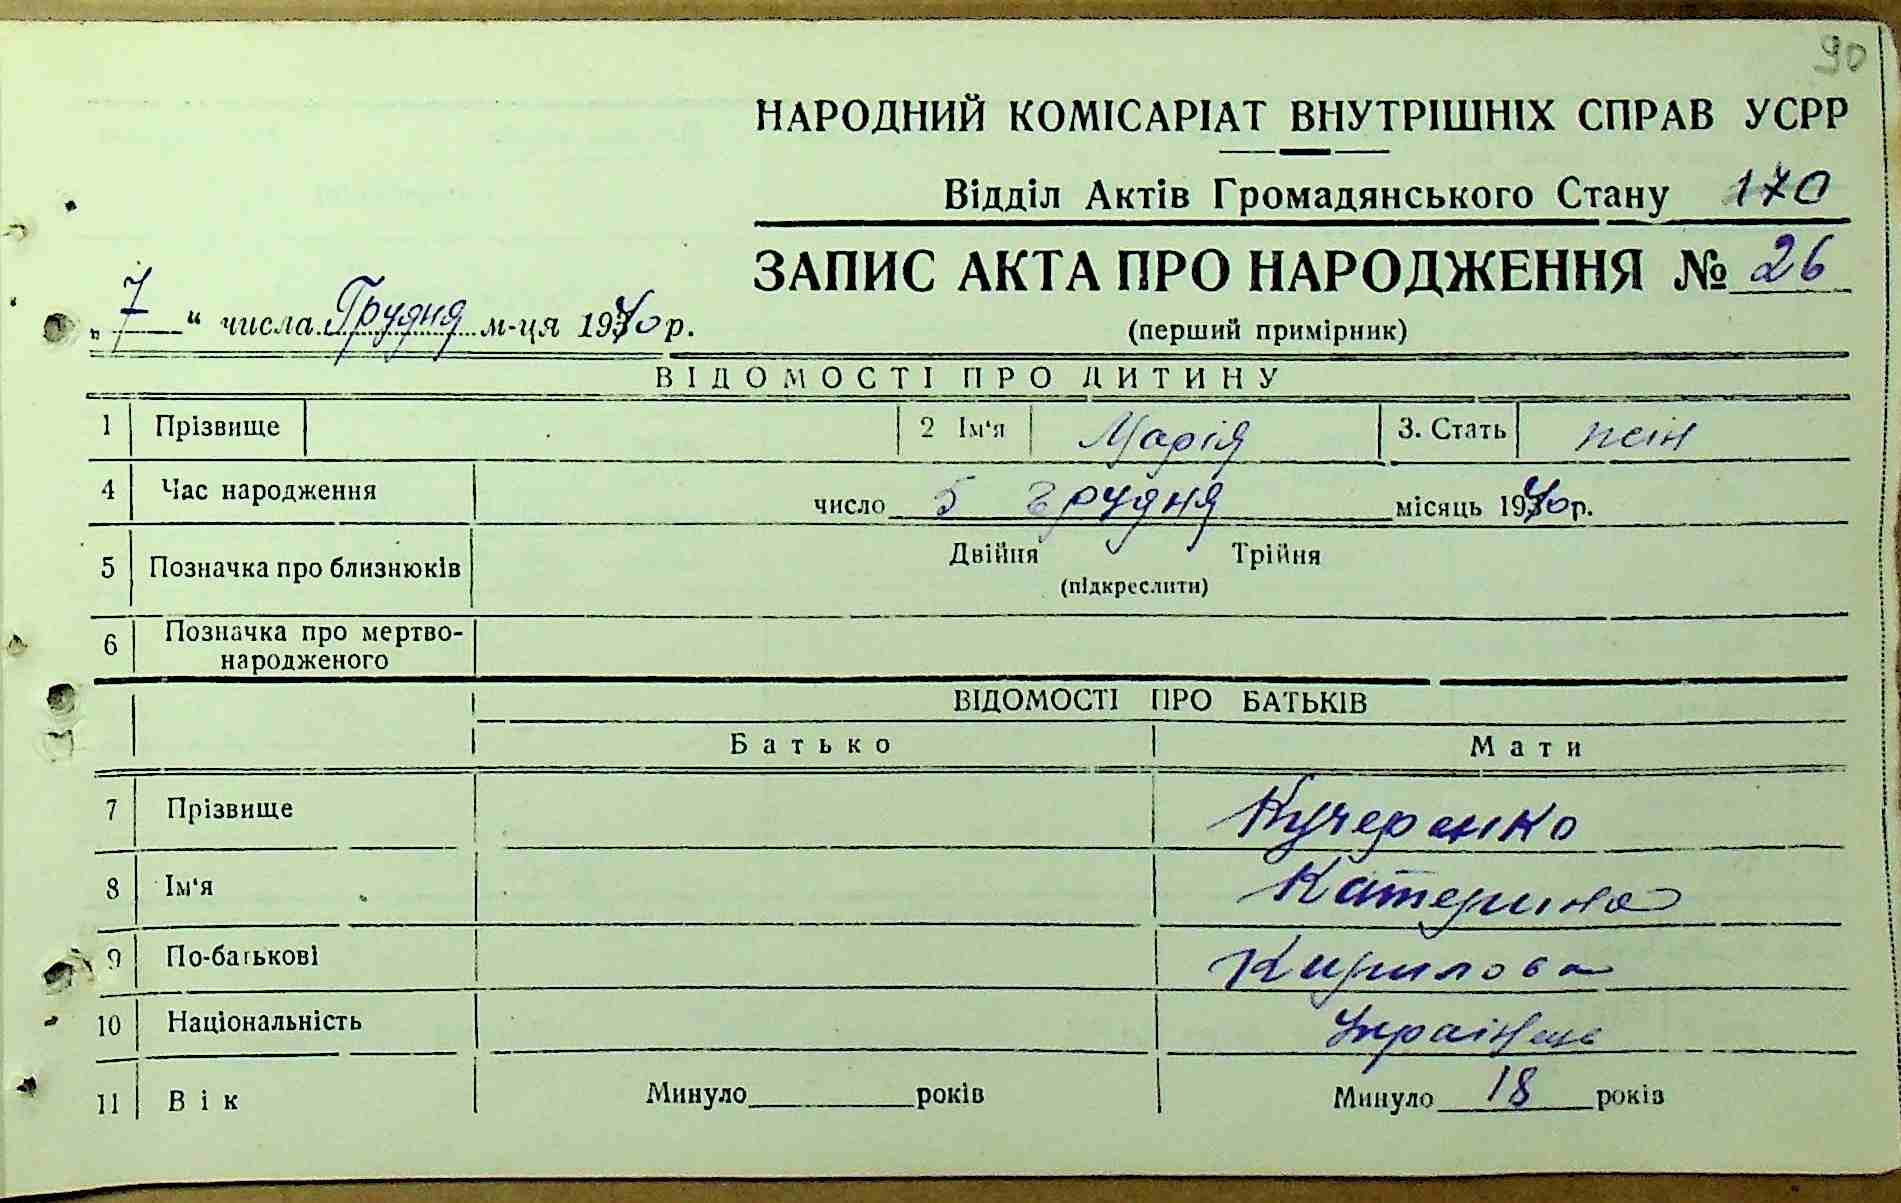 90
НАРОДНИЙ КОМІСАРІАТ ВНУТРІШНІХ СПРАВ УСРР
Відділ Актів Громадянського Стану 170
ЗАПИС АКТА ПРО НАРОДЖЕННЯ № 26
„ 7 “ числа Грудня м-ця 1940 р.
(перший примірник)
ВІДОМОСТІ ПРО ДИТИНУ
1 Прізвище 2 Ім‘я Марія 3. Стать жін
4 Час народження число 5 грудня місяць 1940 р.
5 Позначка про близнюків Двійня Трійня
(підкреслити)
6 Позначка про мертво-
народженого
ВІДОМОСТІ ПРО БАТЬКІВ
Батько Мати
7 Прізвище Кучеренко
8 Ім‘я Катерина
9 По-батькові Кирилова
10 Національність Українець
11 Вік Минуло років Минуло 18 років